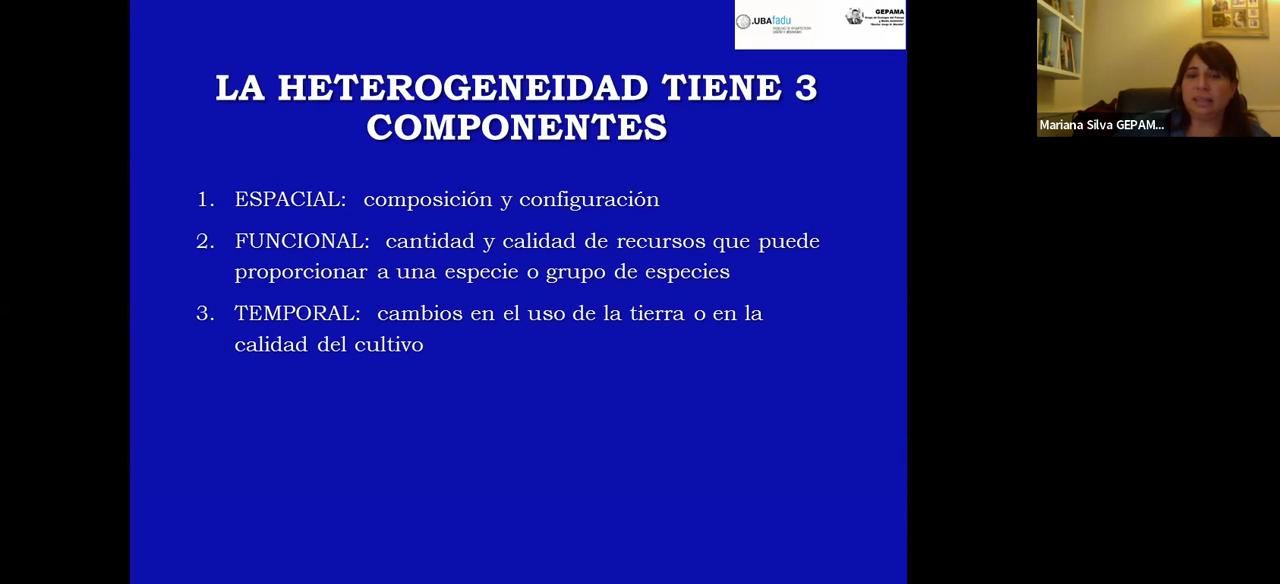 .UBAfadu
GEPAMA
LA HETEROGENEIDAD TIENE 3
COMPONENTES
1. ESPACIAL: composición y configuración
2. FUNCIONAL: cantidad y calidad de recursos que puede
proporcionar a una especie o grupo de especies
3. TEMPORAL: cambios en el uso de la tierra o en la
calidad del cultivo
Mariana Silva GEPAM...